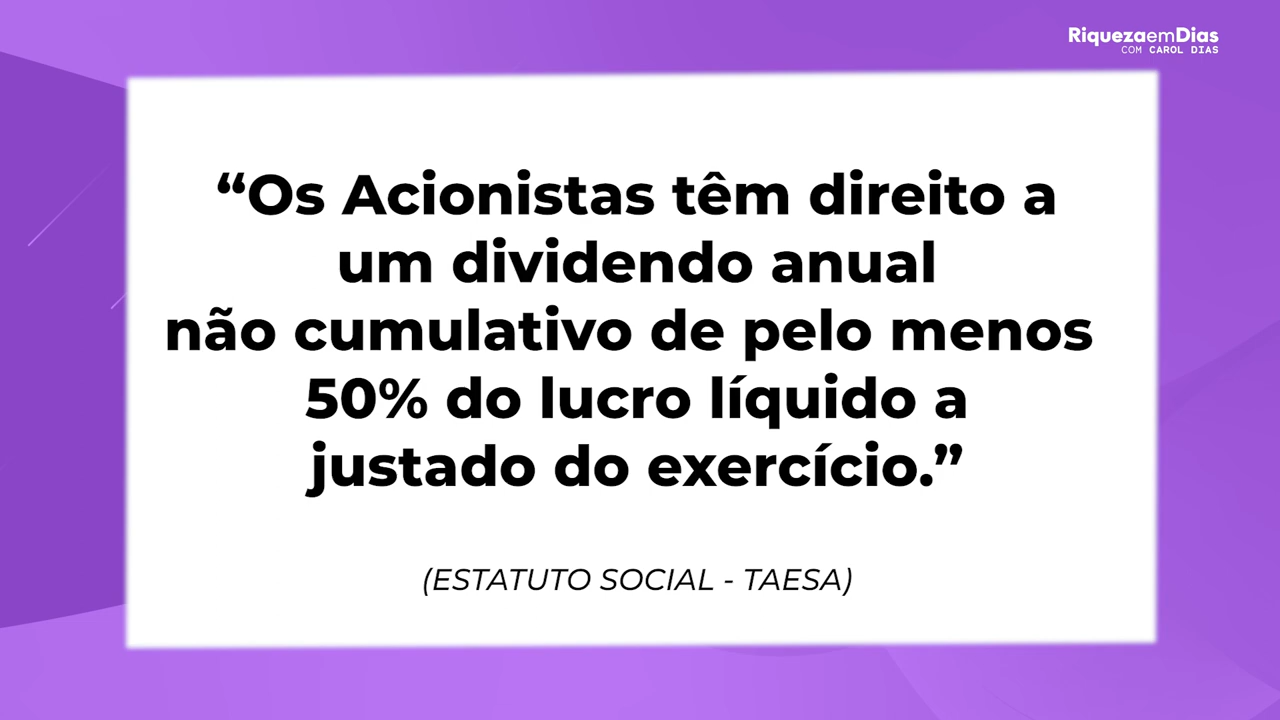 RiquezaemDias
COM CAROL DIAS
“Os Acionistas têm direito a
um dividendo anual
não cumulativo de pelo menos
50% do lucro líquido a
justado do exercício.”
(ESTATUTO SOCIAL - TAESA)